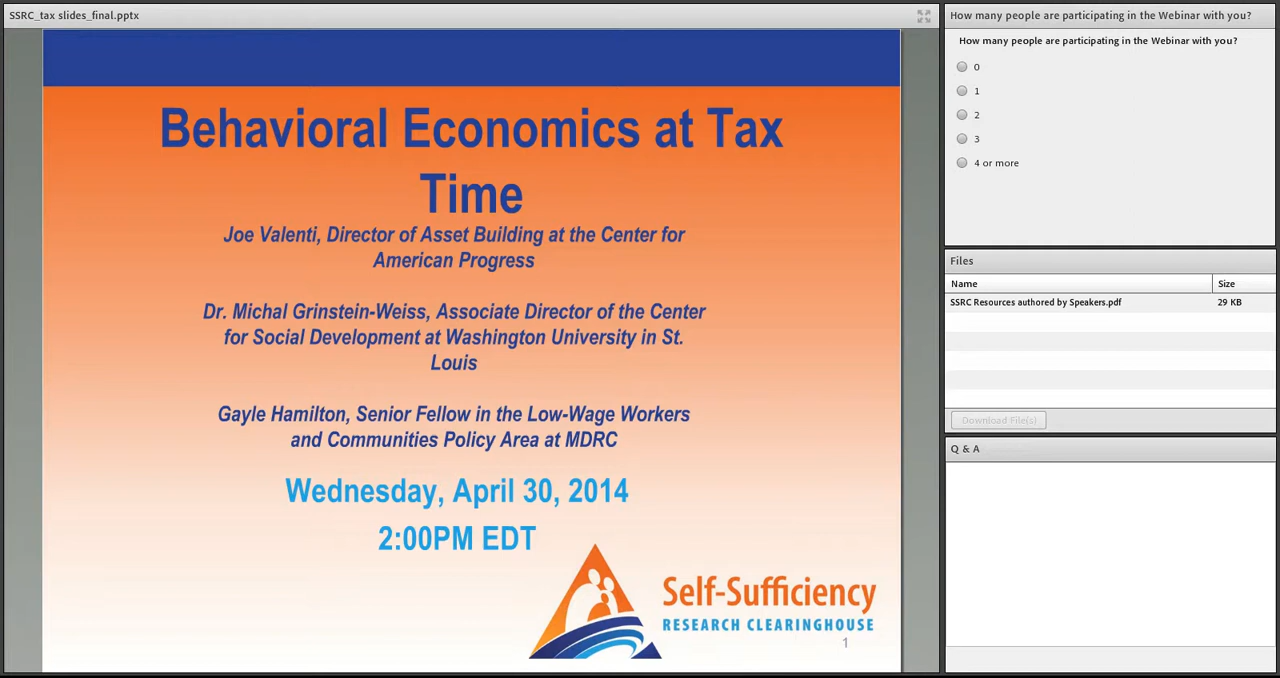 SSRC_tax slides_final.pptx
Behavioral Economics at Tax
Time
Joe Valenti, Director of Asset Building at the Center for
American Progress
Dr. Michal Grinstein-Weiss, Associate Director of the Center
for Social Development at Washington University in St.
Louis
Gayle Hamilton, Senior Fellow in the Low-Wage Workers
and Communities Policy Area at MDRC
Wednesday, April 30, 2014
2:00PM EDT
Self-Sufficiency
RESEARCH CLEARINGHOUSE
1
How many people are participating in the Webinar with you?
How many people are participating in the Webinar with you?
0
1
2
3
4 or more
Files
Name Size
SSRC Resources authored by Speakers.pdf 29 KB
Download File(s)
Q & A